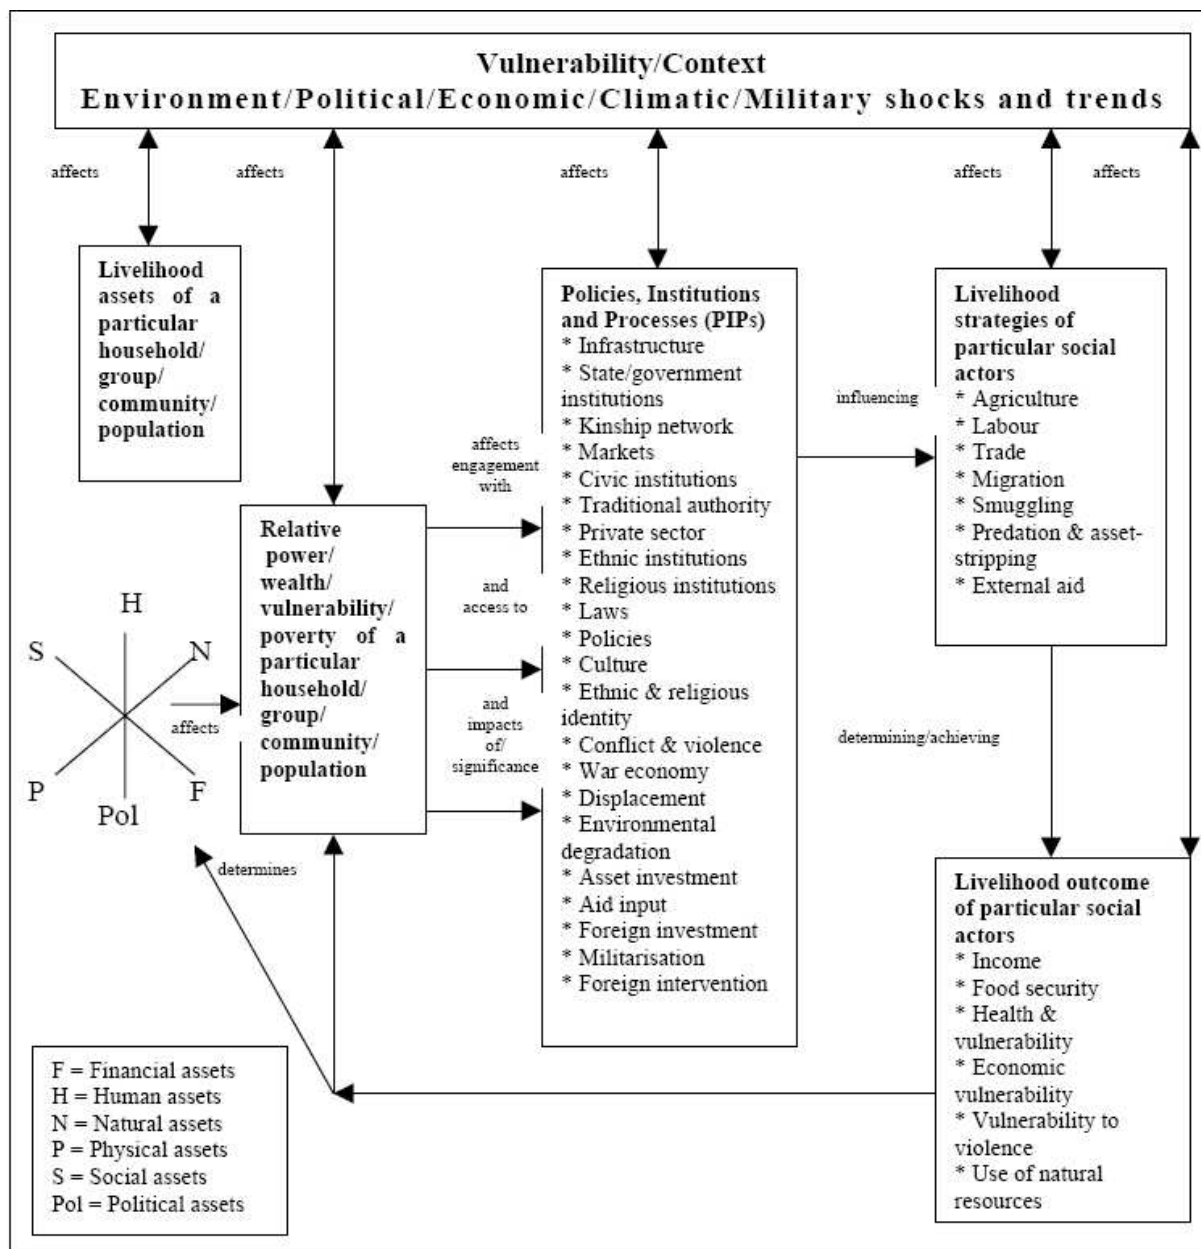 Vulnerability/Context
Environment/Political/Economic/Climatic/Military shocks and trends
affects
affects
affects
affects
affects
Livelihood
assets of a
particular
household/
group/
community/
population
Relative
power/
wealth/
vulnerability/
poverty of a
particular
household/
group/
community/
population
H
S
N
P
F
Pol
affects
determines
affects
engagement
with
and
access to
and
impacts
of/
significance
Policies, Institutions
and Processes (PIPs)
* Infrastructure
* State/government
institutions
* Kinship network
* Markets
* Civic institutions
* Traditional authority
* Private sector
* Ethnic institutions
* Religious institutions
* Laws
* Policies
* Culture
* Ethnic & religious
identity
* Conflict & violence
* War economy
* Displacement
* Environmental
degradation
* Asset investment
* Aid input
* Foreign investment
* Militarisation
* Foreign intervention
influencing
Livelihood
strategies of
particular social
actors
* Agriculture
* Labour
* Trade
* Migration
* Smuggling
* Predation & asset-
stripping
* External aid
determining/achieving
Livelihood outcome
of particular social
actors
* Income
* Food security
* Health &
vulnerability
* Economic
vulnerability
* Vulnerability to
violence
* Use of natural
resources
F = Financial assets
H = Human assets
N = Natural assets
P = Physical assets
S = Social assets
Pol = Political assets